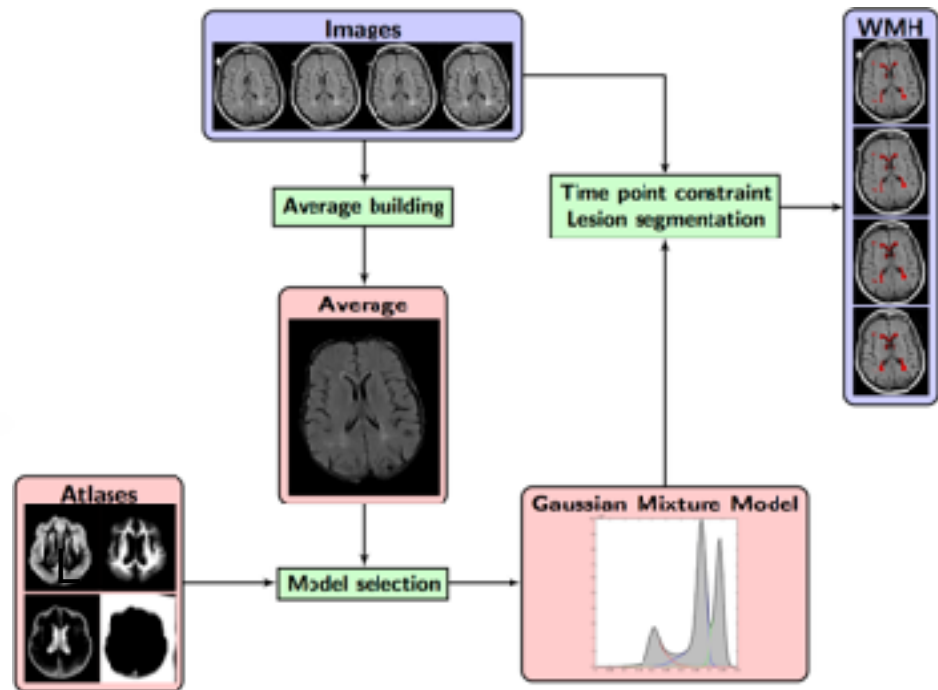 Images
WMH
Average building
Time point constraint
Lesion segmentation
Average
Atlases
Gaussian Mixture Model
Model selection